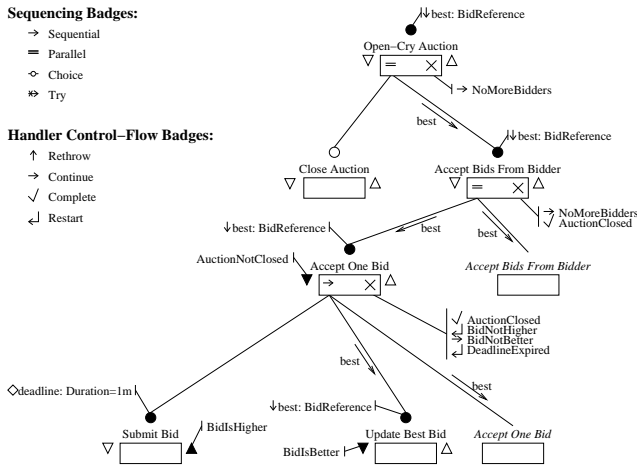 Sequencing Badges:
Sequential
Parallel
Choice
Try
Handler Control−Flow Badges:
Rethrow
Continue
Complete
Restart
best: BidReference
Open−Cry Auction
NoMoreBidders
best
best: BidReference
Close Auction
Accept Bids From Bidder
NoMoreBidders
AuctionClosed
best: BidReference
best
best
AuctionNotClosed
Accept One Bid
Accept Bids From Bidder
AuctionClosed
BidNotHigher
BidNotBetter
DeadlineExpired
best
best
deadline: Duration=1m
best: BidReference
BidIsHigher
Submit Bid
Update Best Bid
Accept One Bid
BidIsBetter